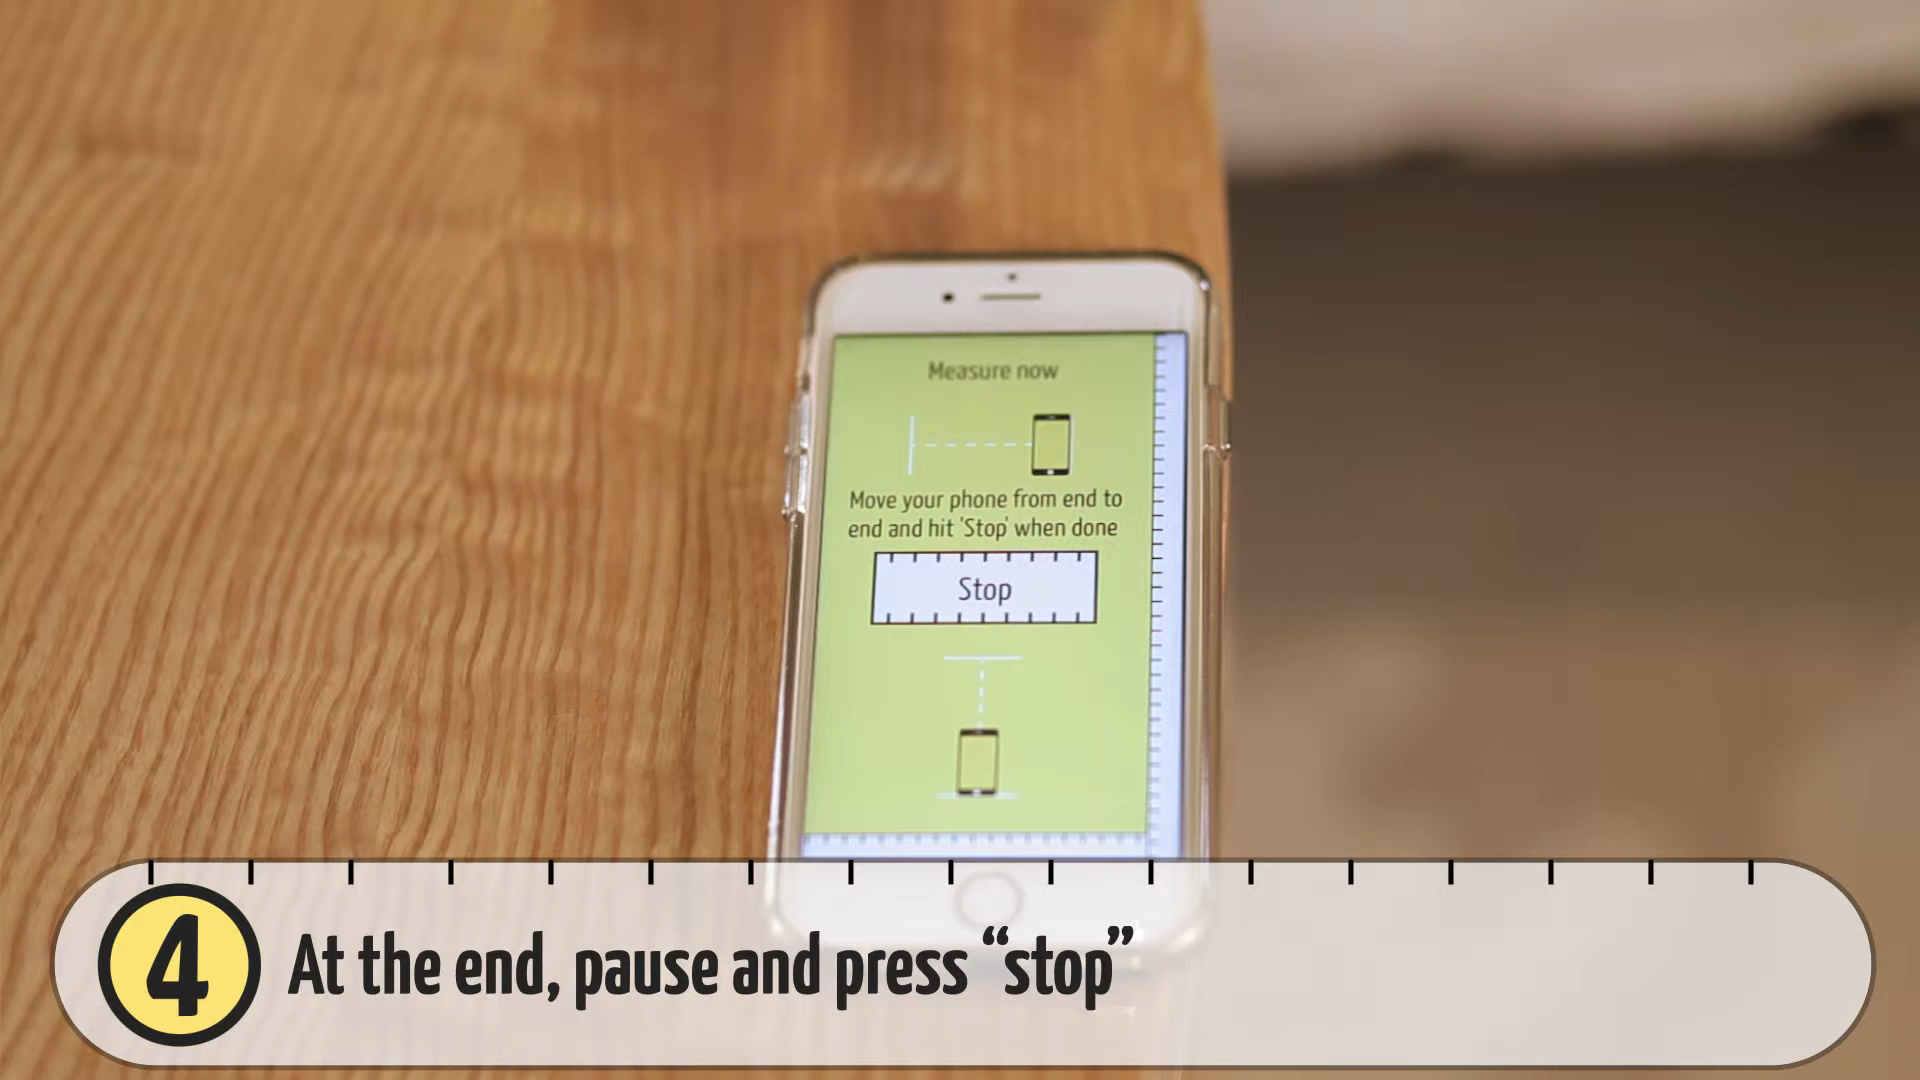 Measure now
Move your phone from end to
end and hit 'Stop' when done
Stop
4
At the end, pause and press “stop”